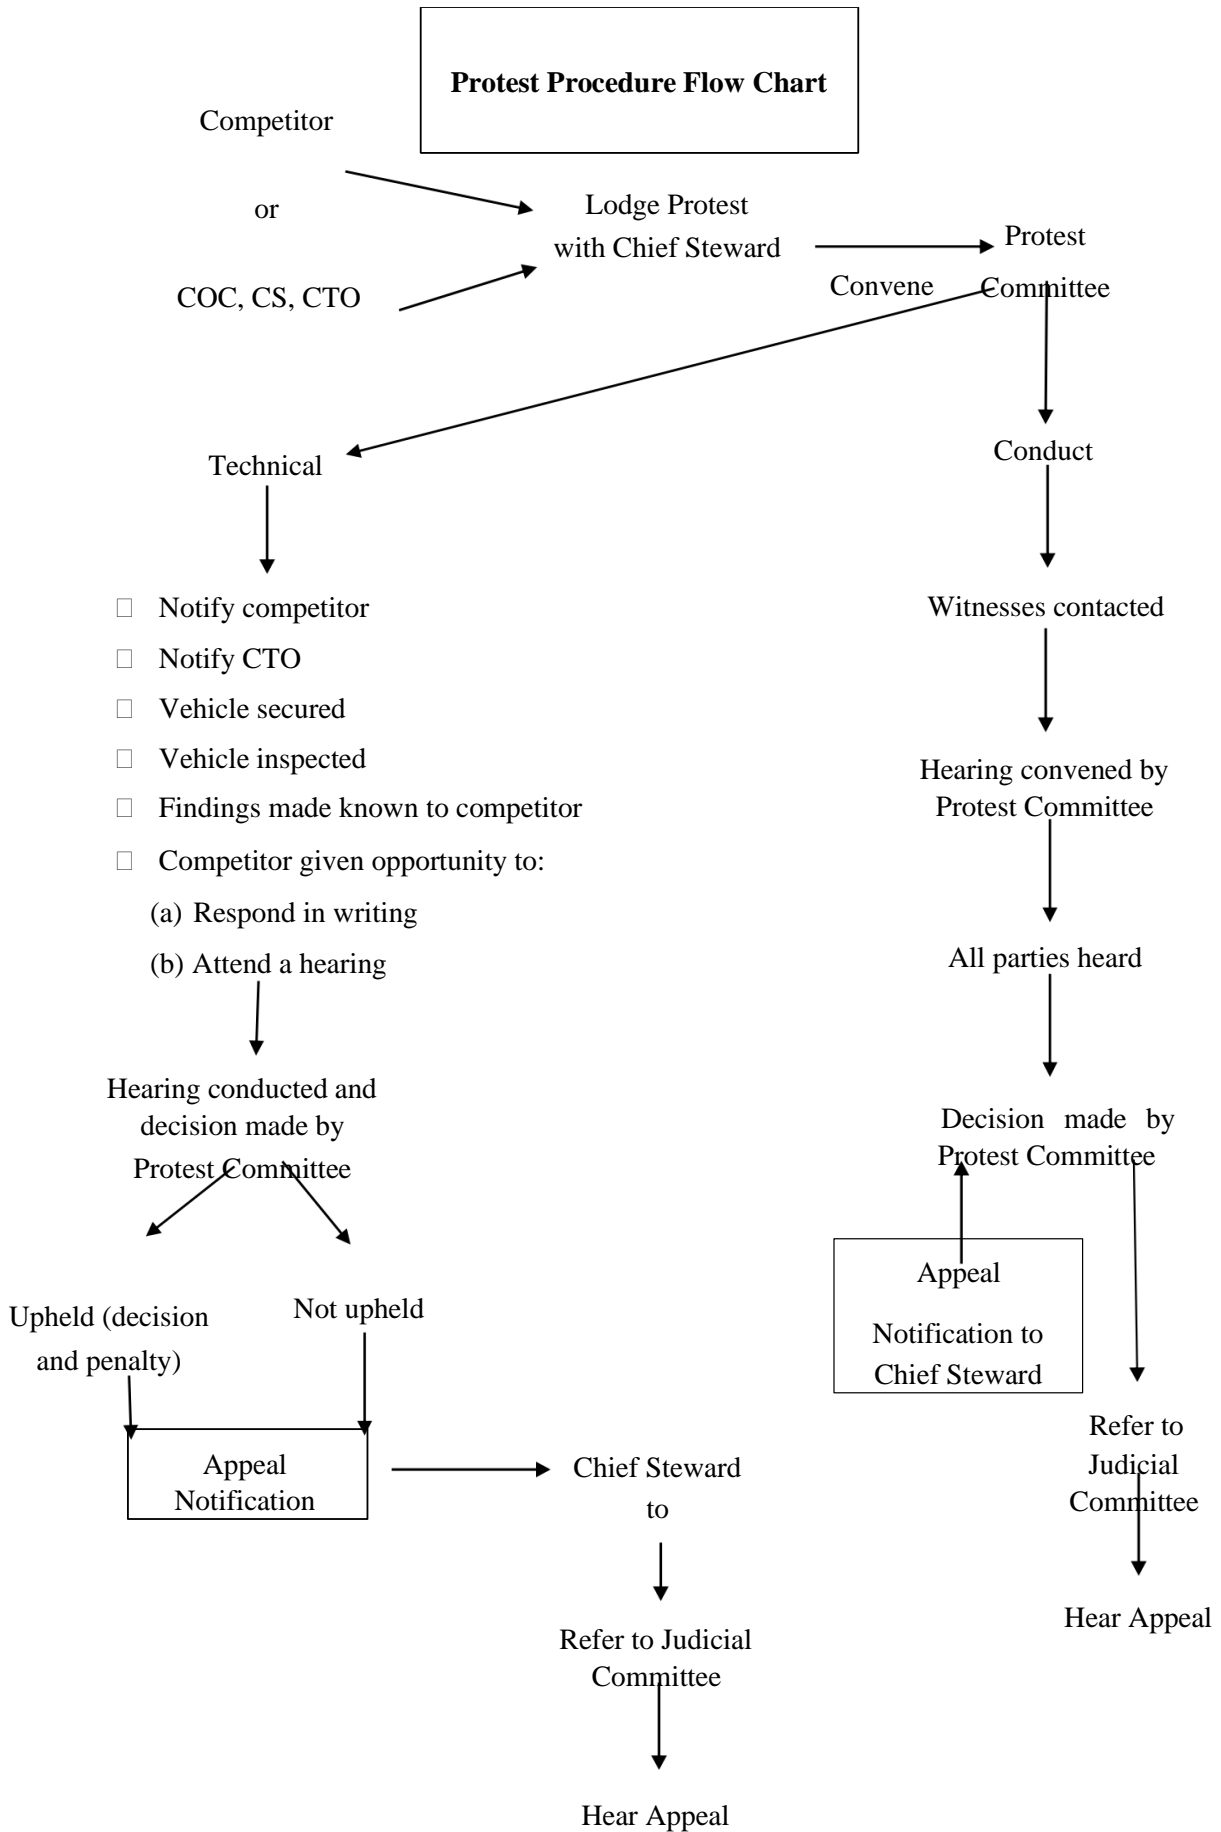 Protest Procedure Flow Chart
Competitor
or
COC, CS, CTO
Lodge Protest
with Chief Steward
Convene
Protest
Committee
Technical
□ Notify competitor
□ Notify CTO
□ Vehicle secured
□ Vehicle inspected
□ Findings made known to competitor
□ Competitor given opportunity to:
(a) Respond in writing
(b) Attend a hearing
Hearing conducted and
decision made by
Protest Committee
Upheld (decision
and penalty)
Not upheld
Appeal
Notification
Chief Steward
to
Refer to Judicial
Committee
Hear Appeal
Conduct
Witnesses contacted
Hearing convened by
Protest Committee
All parties heard
Decision made by
Protest Committee
Appeal
Notification to
Chief Steward
Refer to
Judicial
Committee
Hear Appeal